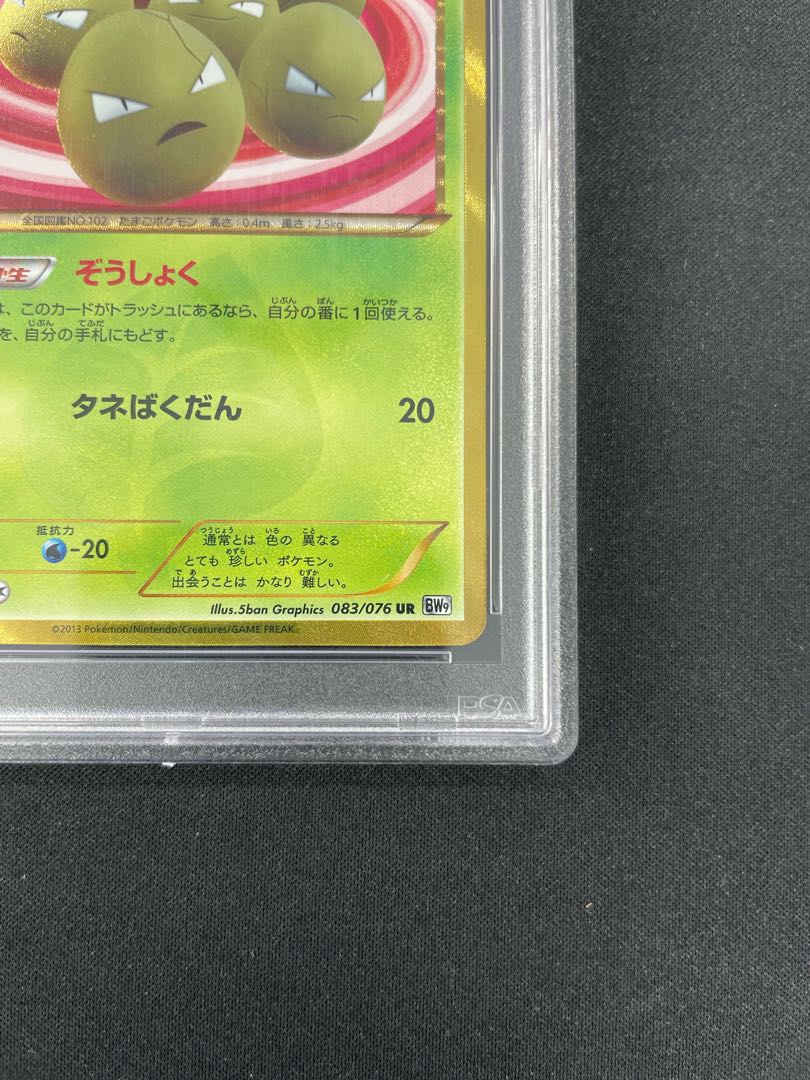 全国図鑑NO.102 たまごポケモン 高さ:0.4m 重さ:2.5kg
生 ぞうしょく
は、このカードがトラッシュにあるなら、自分の番に1回使える。
を、自分の手札にもどす。
タネばくだん 20
抵抗力
-20
通常とは 色の 異なる
とても 珍しい ポケモン。
出会うことは かなり 難しい。
Illus.5ban Graphics 083/076 UR BW9
©2013 Pokémon/Nintendo/Creatures/GAME FREAK.
PSA